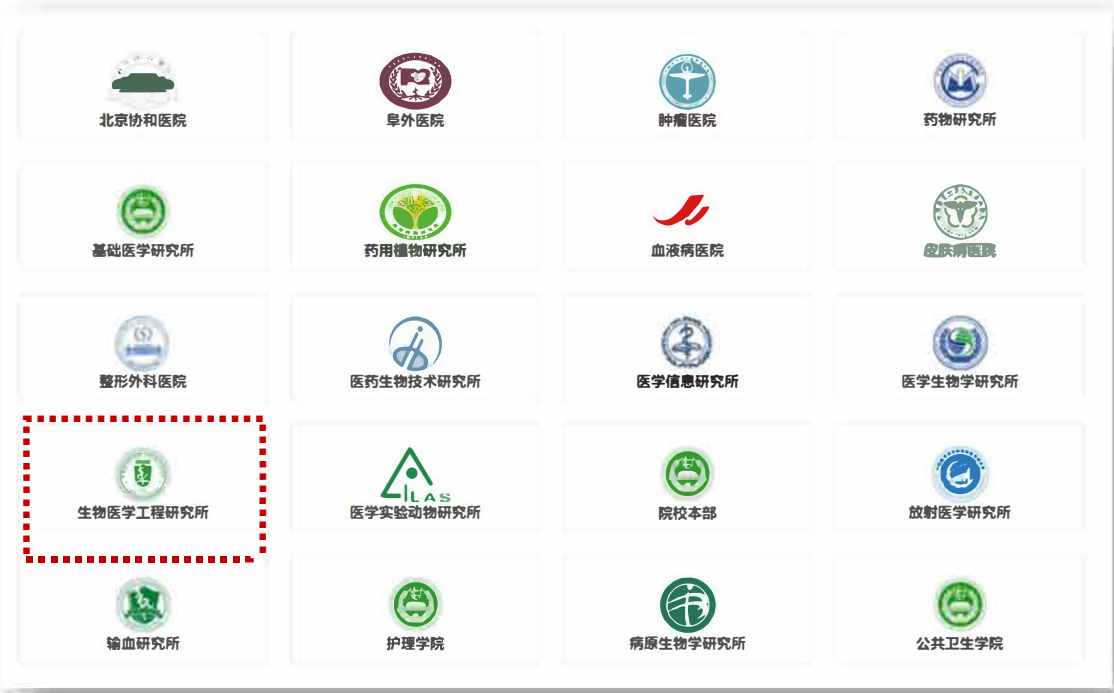 北京协和医院
阜外医院
肿瘤医院
药物研究所
基础医学研究所
药用植物研究所
血液病医院
皮肤病医院
整形外科医院
医药生物技术研究所
医学信息研究所
医学生物学研究所
生物医学工程研究所
ILAS
医学实验动物研究所
院校本部
放射医学研究所
输血研究所
护理学院
病原生物学研究所
公共卫生学院